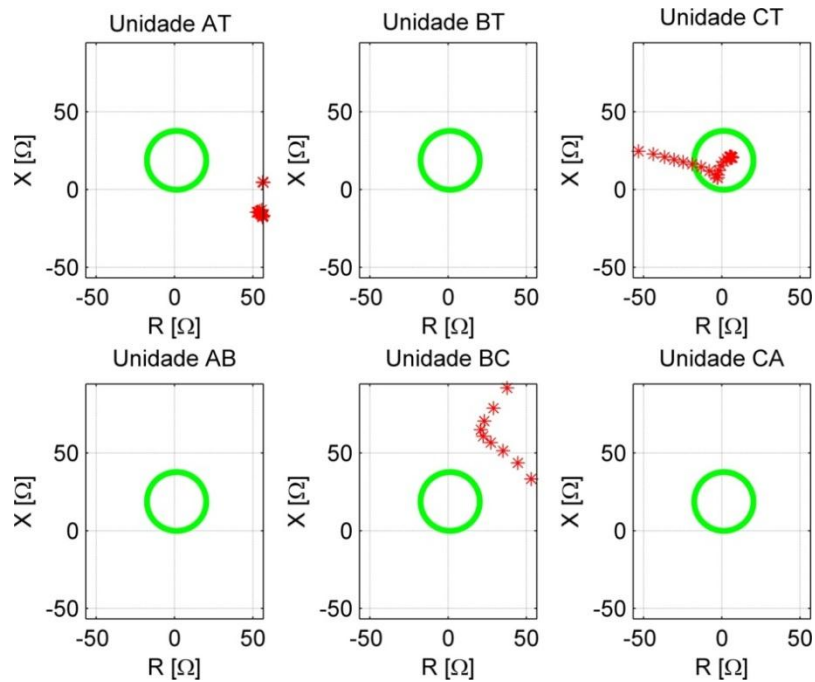 Unidade AT
X [Ω]
50
0
-50
-50 0 50
R [Ω]
Unidade BT
X [Ω]
50
0
-50
-50 0 50
R [Ω]
Unidade CT
X [Ω]
50
0
-50
-50 0 50
R [Ω]
Unidade AB
X [Ω]
50
0
-50
-50 0 50
R [Ω]
Unidade BC
X [Ω]
50
0
-50
-50 0 50
R [Ω]
Unidade CA
X [Ω]
50
0
-50
-50 0 50
R [Ω]